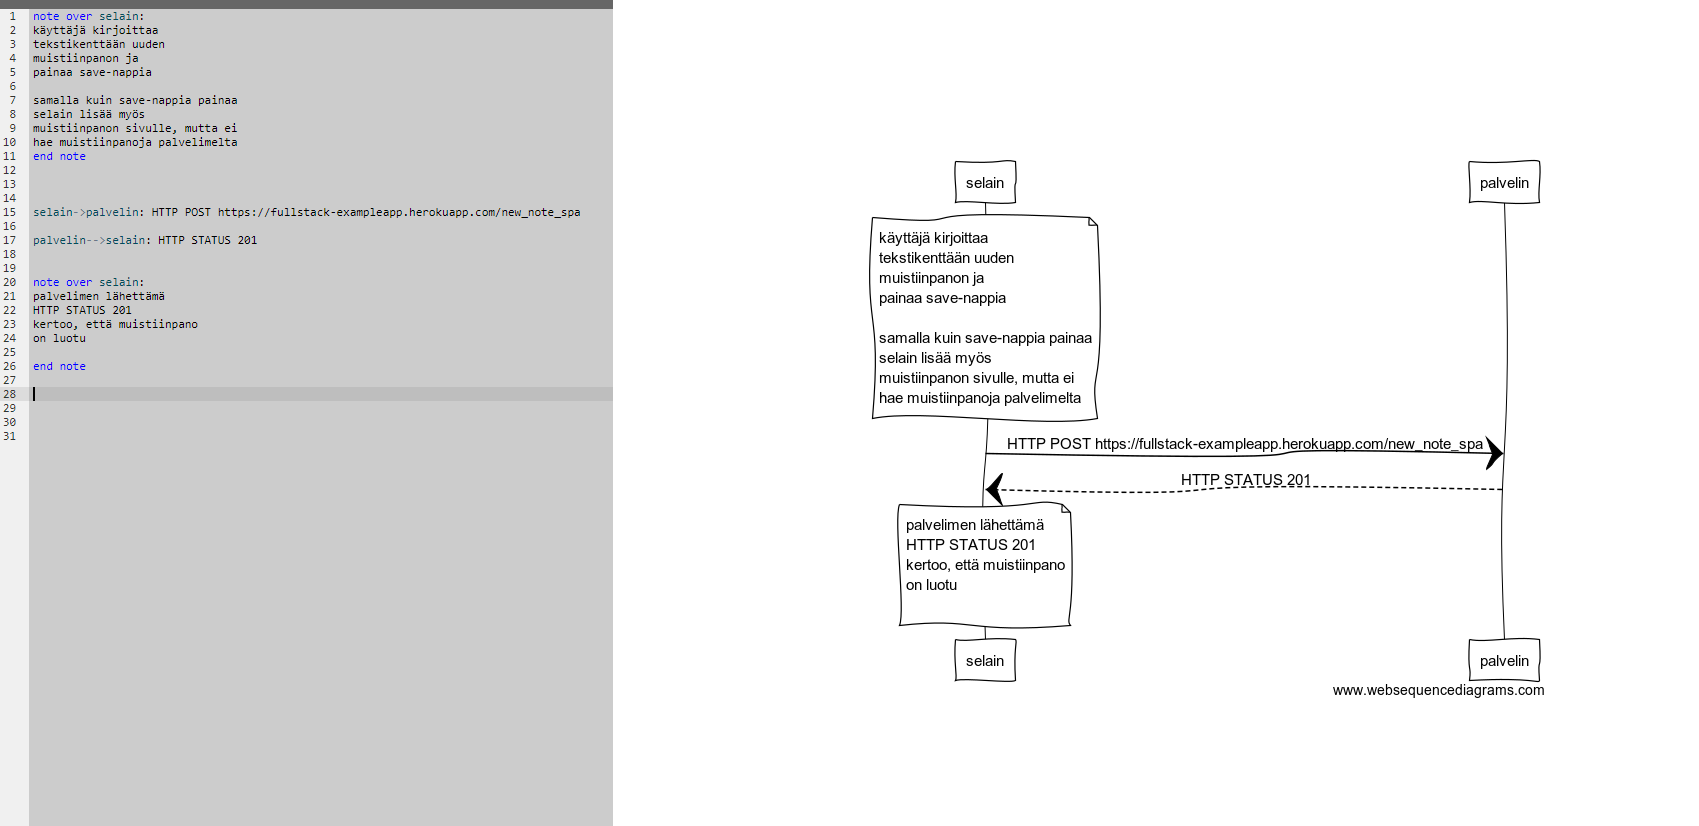 1 note over selain:
2 käyttäjä kirjoittaa
3 tekstikenttään uuden
4 muistiinpanon ja
5 painaa save-nappia
6
7 samalla kuin save-nappia painaa
8 selain lisää myös
9 muistiinpanon sivulle, mutta ei
10 hae muistiinpanoja palvelimelta
11 end note
12
13
14
15 selain->palvelin: HTTP POST https://fullstack-exampleapp.herokuapp.com/new_note_spa
16
17 palvelin-->selain: HTTP STATUS 201
18
19
20 note over selain:
21 palvelimen lähettämä
22 HTTP STATUS 201
23 kertoo, että muistiinpano
24 on luotu
25
26 end note
27
28
29
30
31
selain palvelin
käyttäjä kirjoittaa
tekstikenttään uuden
muistiinpanon ja
painaa save-nappia
samalla kuin save-nappia painaa
selain lisää myös
muistiinpanon sivulle, mutta ei
hae muistiinpanoja palvelimelta
HTTP POST https://fullstack-exampleapp.herokuapp.com/new_note_spa
HTTP STATUS 201
palvelimen lähettämä
HTTP STATUS 201
kertoo, että muistiinpano
on luotu
selain palvelin
www.websequencediagrams.com